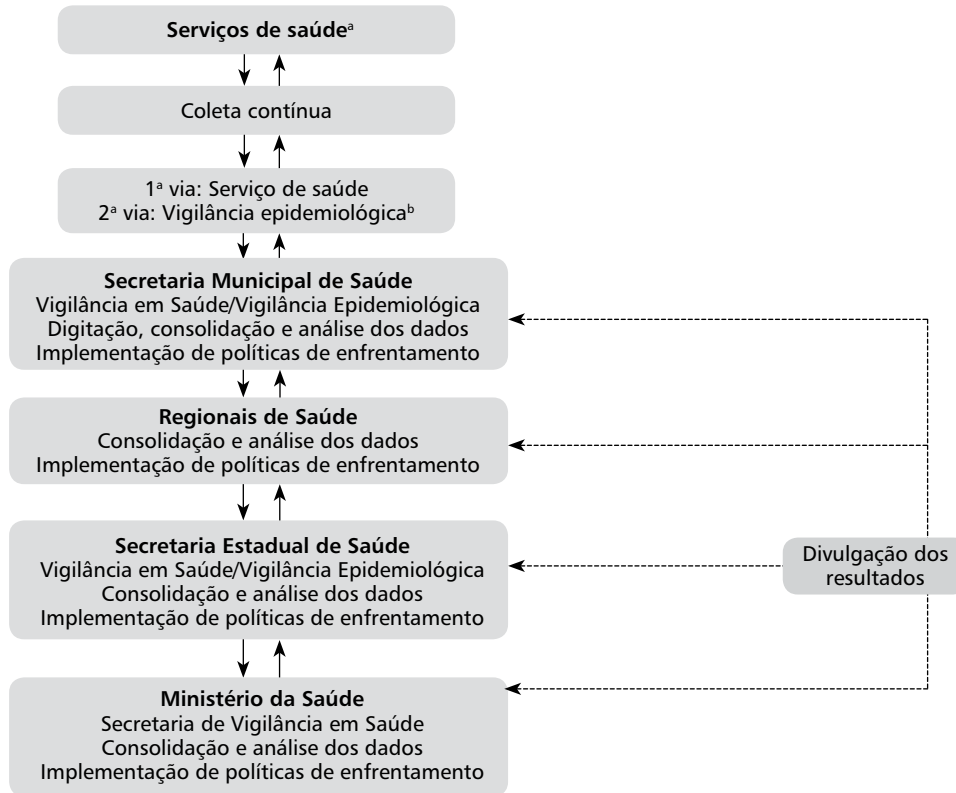 Serviços de saúdeᵃ
Coleta contínua
1ª via: Serviço de saúde
2ª via: Vigilância epidemiológicaᵇ
Secretaria Municipal de Saúde
Vigilância em Saúde/Vigilância Epidemiológica
Digitação, consolidação e análise dos dados
Implementação de políticas de enfrentamento
Regionais de Saúde
Consolidação e análise dos dados
Implementação de políticas de enfrentamento
Secretaria Estadual de Saúde
Vigilância em Saúde/Vigilância Epidemiológica
Consolidação e análise dos dados
Implementação de políticas de enfrentamento
Divulgação dos
resultados
Ministério da Saúde
Secretaria de Vigilância em Saúde
Consolidação e análise dos dados
Implementação de políticas de enfrentamento